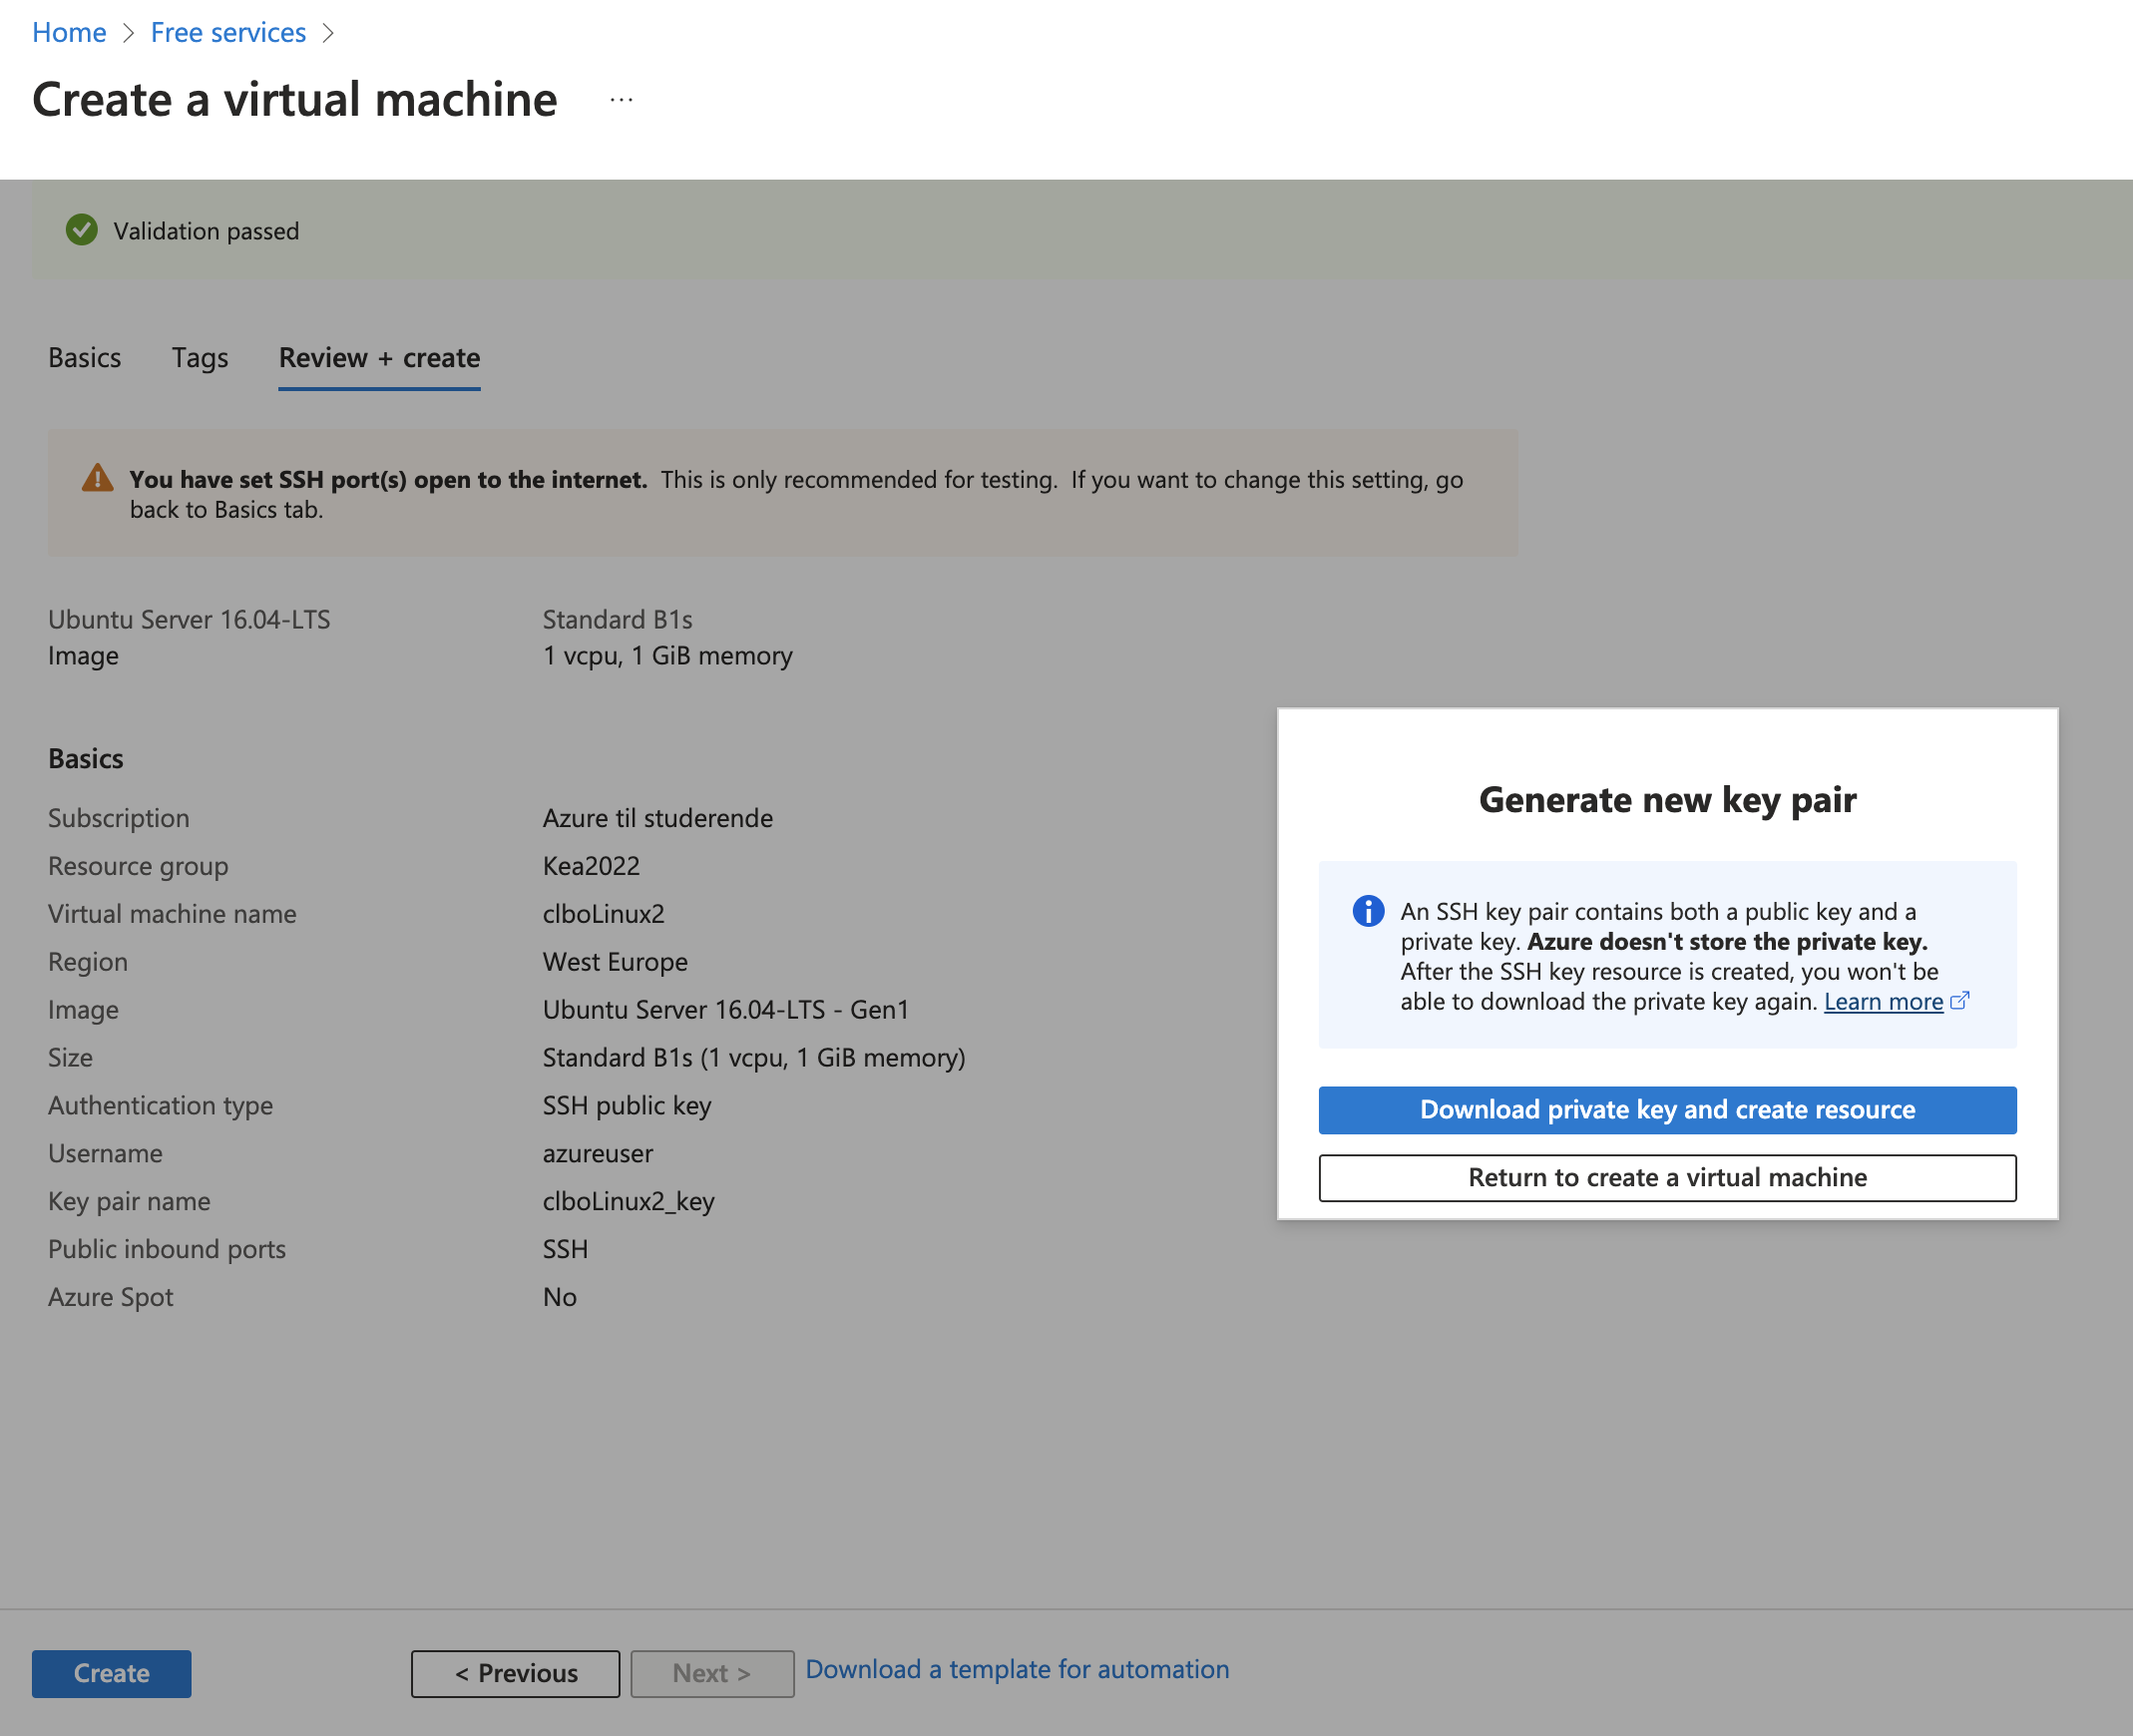 Home > Free services >
Create a virtual machine ...
Validation passed
Basics Tags Review + create
You have set SSH port(s) open to the internet. This is only recommended for testing. If you want to change this setting, go
back to Basics tab.
Ubuntu Server 16.04-LTS Standard B1s
Image 1 vcpu, 1 GiB memory
Basics
Subscription Azure til studerende
Resource group Kea2022
Virtual machine name clboLinux2
Region West Europe
Image Ubuntu Server 16.04-LTS - Gen1
Size Standard B1s (1 vcpu, 1 GiB memory)
Authentication type SSH public key
Username azureuser
Key pair name clboLinux2_key
Public inbound ports SSH
Azure Spot No
Generate new key pair
An SSH key pair contains both a public key and a
private key. Azure doesn't store the private key.
After the SSH key resource is created, you won't be
able to download the private key again. Learn more
Download private key and create resource
Return to create a virtual machine
Create < Previous Next > Download a template for automation